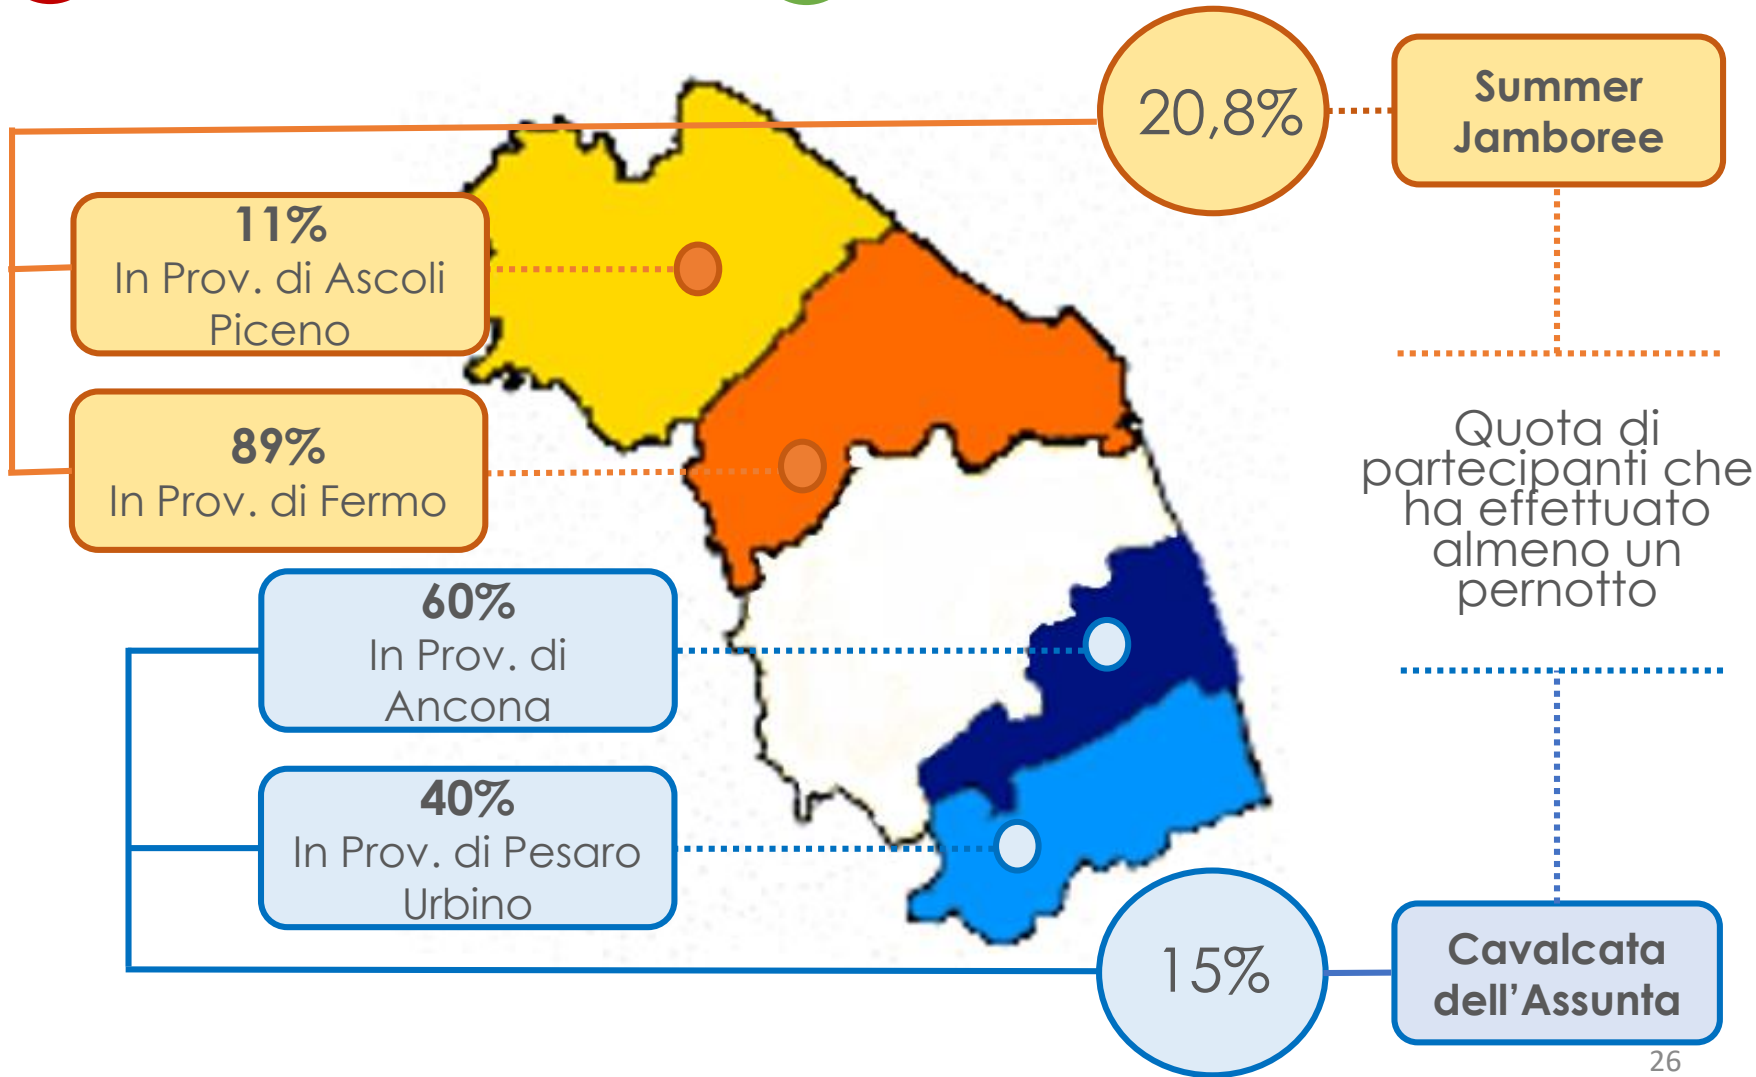 20,8%
Summer
Jamboree
11%
In Prov. di Ascoli
Piceno
89%
In Prov. di Fermo
Quota di
partecipanti che
ha effettuato
almeno un
pernotto
60%
In Prov. di
Ancona
40%
In Prov. di Pesaro
Urbino
15%
Cavalcata
dell’Assunta
26